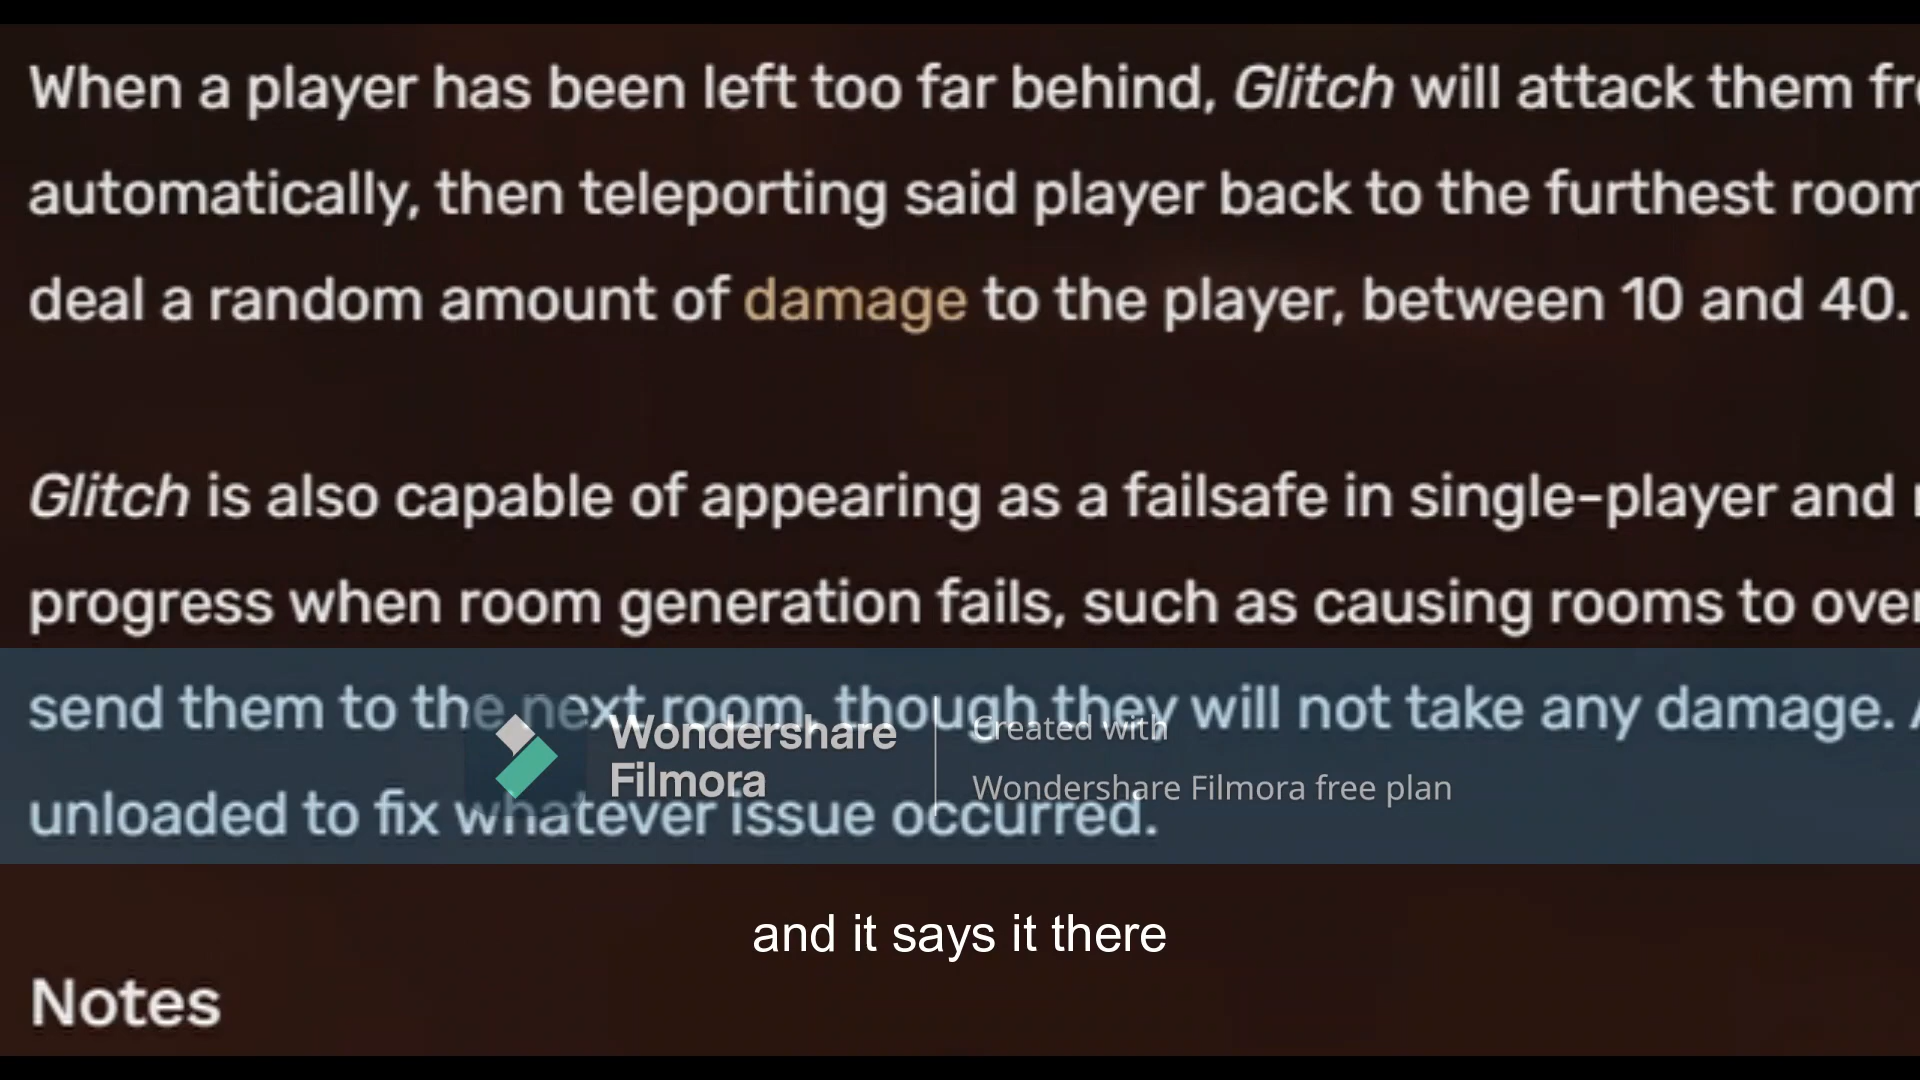 When a player has been left too far behind, Glitch will attack them
automatically, then teleporting said player back to the furthest room
deal a random amount of damage to the player, between 10 and 40.
Glitch is also capable of appearing as a failsafe in single-player and
progress when room generation fails, such as causing rooms to
send them to the next room, though they will not take any damage.
Wondershare
Filmora
Created with
Wondershare Filmora free plan
unloaded to fix whatever issue occurred.
and it says it there
Notes